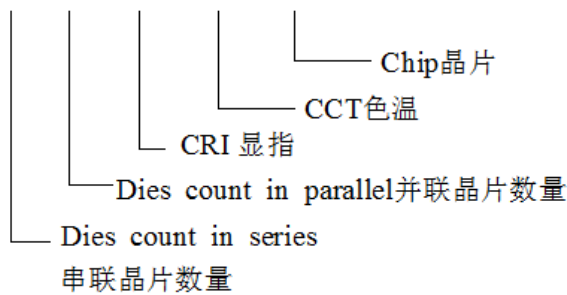 Chip晶片
CCT色温
CRI 显指
Dies count in parallel并联晶片数量
Dies count in series
串联晶片数量